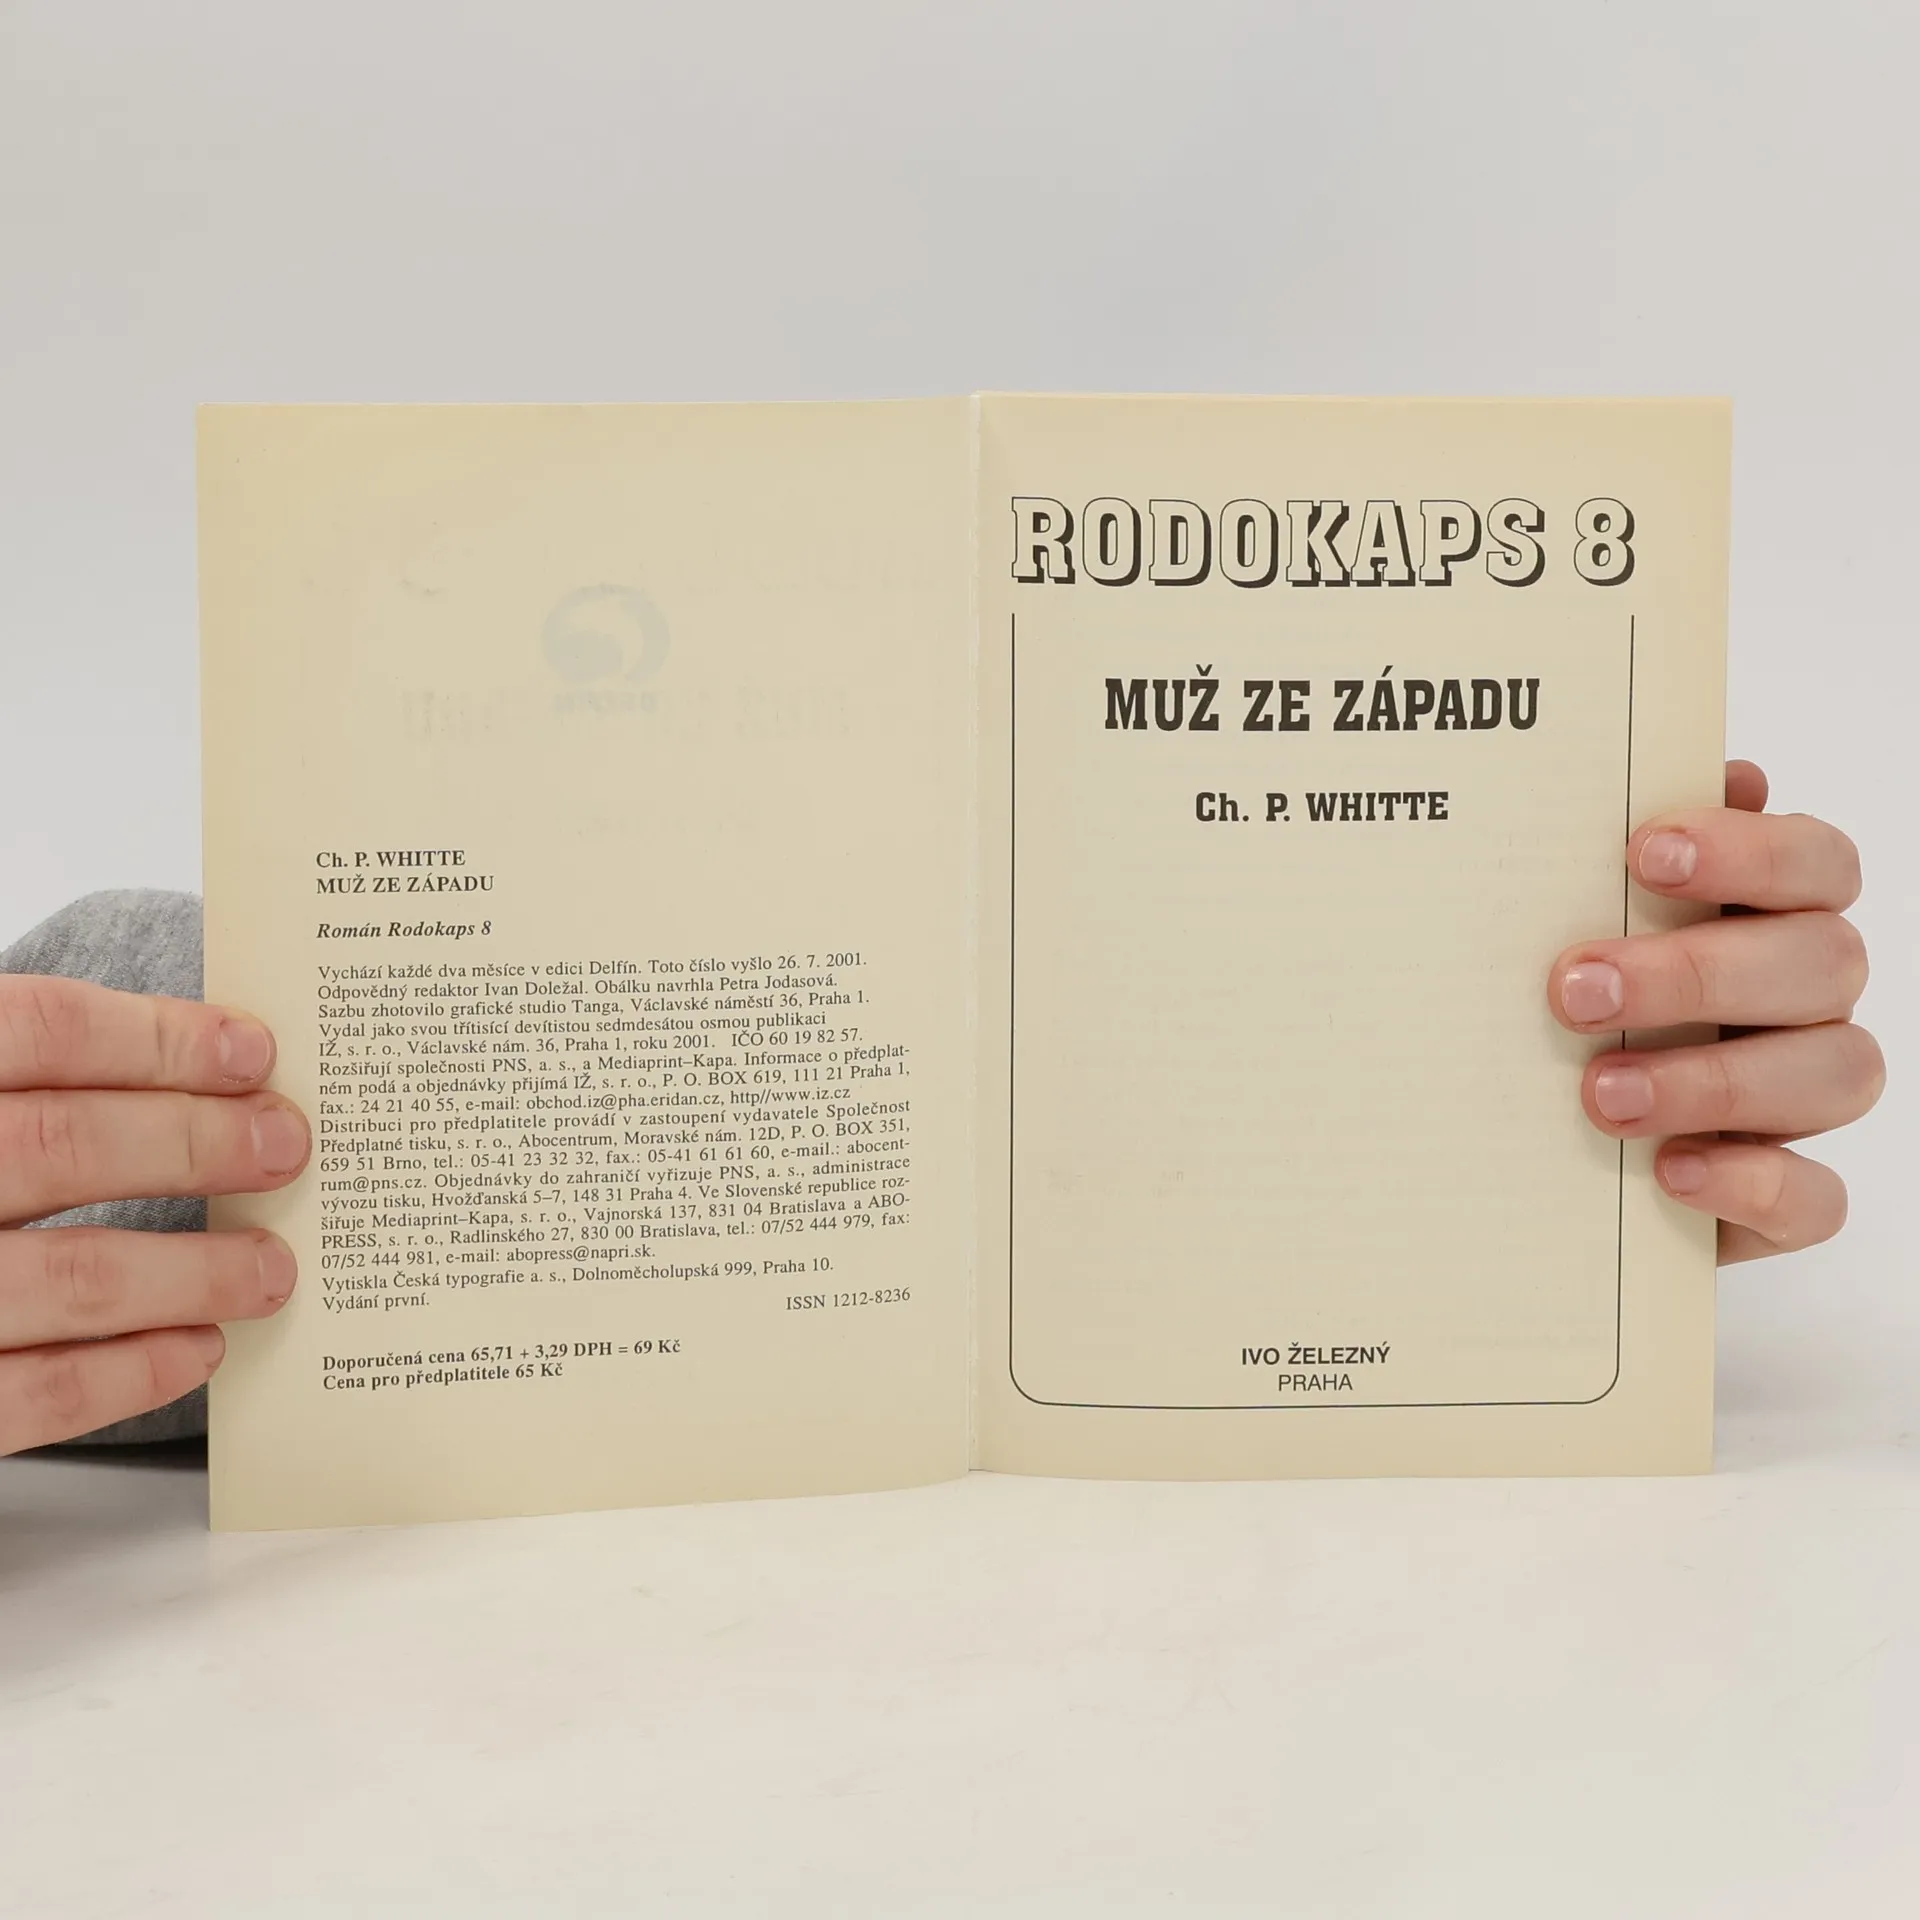 Ch. P. WHITTE
MUŽ ZE ZÁPADU
Román Rodokaps 8
Vychází každé dva měsíce v edici Delfín. Toto číslo vyšlo 26. 7. 2001.
Odpovědný redaktor Ivan Doležal. Obálku navrhla Petra Jodasová.
Sazbu zhotovilo grafické studio Tanga, Václavské náměstí 36, Praha 1.
Vydal jako svou třítisící devítistou sedmdesátou osmou publikaci
IŽ, s. r. o., Václavské nám. 36, Praha 1, roku 2001. IČO 60 19 82 57.
Rozšiřují společnosti PNS, a. s., a Mediaprint–Kapa. Informace o předplat-
ném podá a objednávky přijímá IŽ, s. r. o., P. O. BOX 619, 111 21 Praha 1,
fax.: 24 21 40 55, e-mail: obchod.iz@pha.eridan.cz, http//www.iz.cz
Distribuci pro předplatitele provádí v zastoupení vydavatele Společnost
Předplatné tisku, s. r. o., Abocentrum, Moravské nám. 12D, P. O. BOX 351,
659 51 Brno, tel.: 05-41 23 32 32, fax.: 05-41 61 61 60, e-mail.: abocent-
rum@pns.cz. Objednávky do zahraničí vyřizuje PNS, a. s., administrace
vývozu tisku, Hvožďanská 5–7, 148 31 Praha 4. Ve Slovenské republice roz-
šiřuje Mediaprint–Kapa, s. r. o., Vajnorská 137, 831 04 Bratislava a ABO-
PRESS, s. r. o., Radlinského 27, 830 00 Bratislava, tel.: 07/52 444 979, fax:
07/52 444 981, e-mail: abopress@napri.sk.
Vytiskla Česká typografie a. s., Dolnoměcholupská 999, Praha 10.
Vydání první. ISSN 1212-8236
Doporučená cena 65,71 + 3,29 DPH = 69 Kč
Cena pro předplatitele 65 Kč
RODOKAPS 8
MUŽ ZE ZÁPADU
Ch. P. WHITTE
IVO ŽELEZNÝ
PRAHA